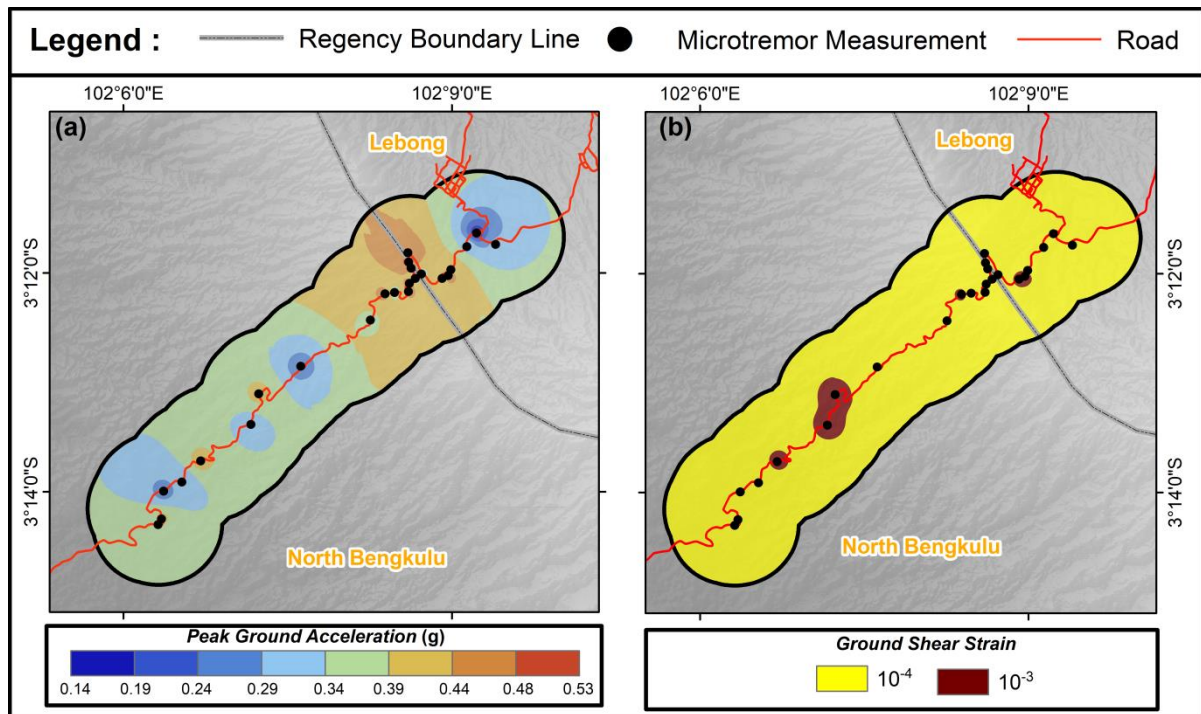 Legend : Regency Boundary Line Microtremor Measurement Road
102°6'0"E 102°9'0"E 102°6'0"E 102°9'0"E
(a) (b)
Lebong Lebong
3°12'0"S 3°12'0"S
3°14'0"S 3°14'0"S
North Bengkulu North Bengkulu
Peak Ground Acceleration (g) Ground Shear Strain
0.14 0.19 0.24 0.29 0.34 0.39 0.44 0.48 0.53 10⁻⁴ 10⁻³